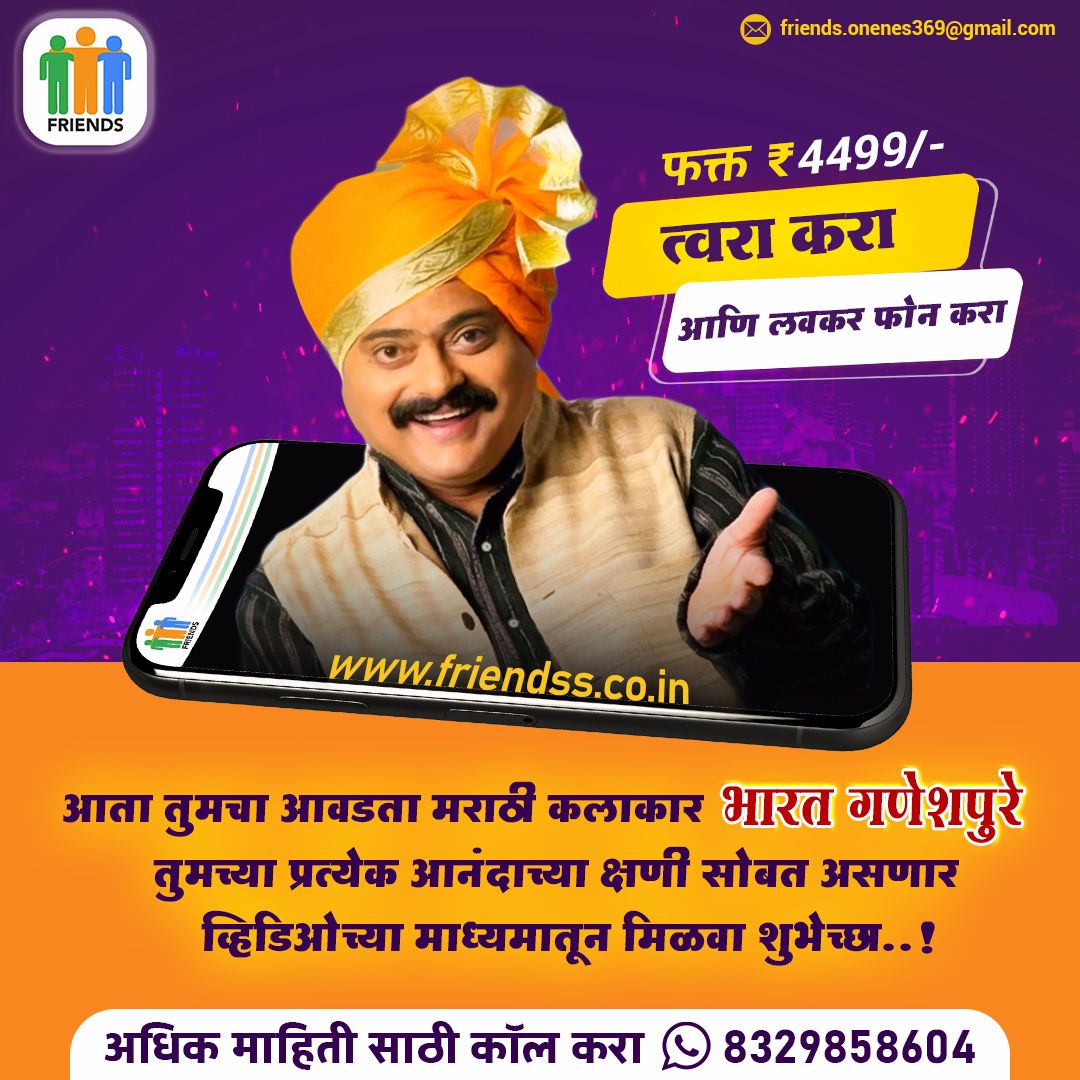 FRIENDS
friends.onenes369@gmail.com
फक्त ₹4499/-
त्वरा करा
आणि लवकर फोन करा
FRIENDS
www.friendss.co.in
आता तुमचा आवडता मराठी कलाकार भारत गणेशपुरे
तुमच्या प्रत्येक आनंदाच्या क्षणी सोबत असणार
व्हिडिओच्या माध्यमातून मिळवा शुभेच्छा..!
अधिक माहिती साठी कॉल करा 8329858604